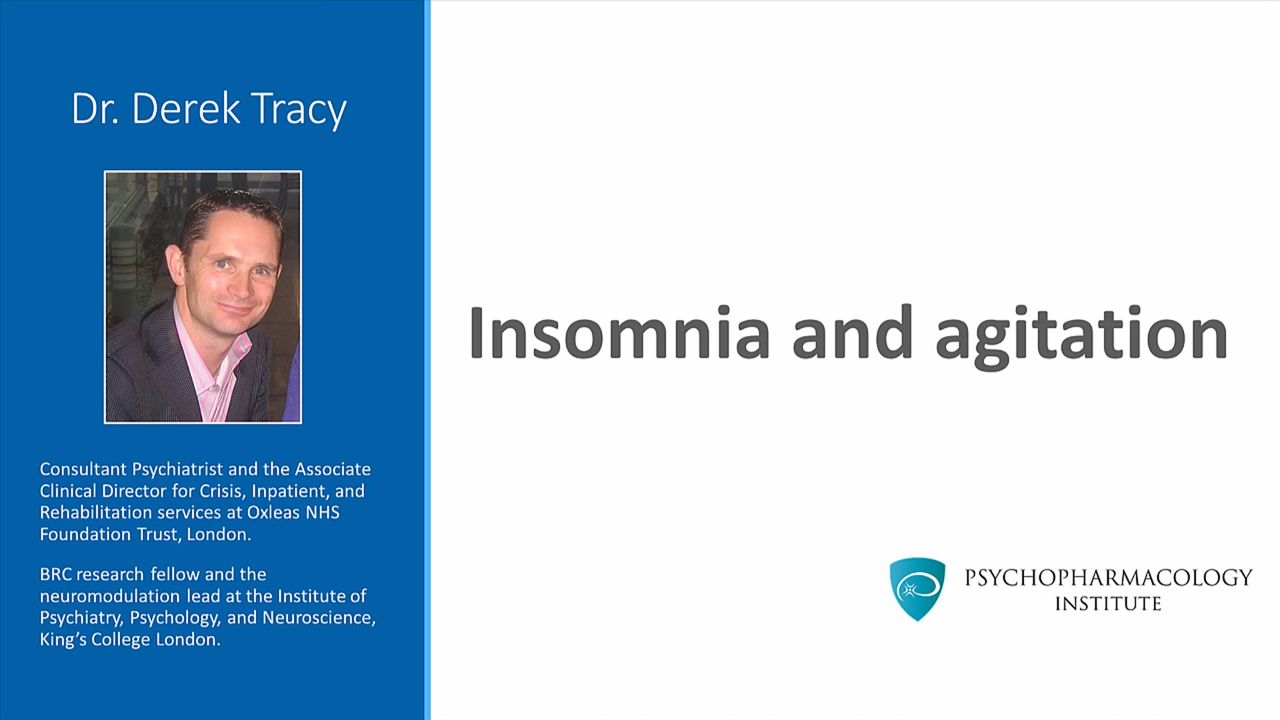 Dr. Derek Tracy
Consultant Psychiatrist and the Associate
Clinical Director for Crisis, Inpatient, and
Rehabilitation services at Oxleas NHS
Foundation Trust, London.
BRC research fellow and the
neuromodulation lead at the Institute of
Psychiatry, Psychology, and Neuroscience,
King’s College London.
Insomnia and agitation
PSYCHOPHARMACOLOGY
INSTITUTE